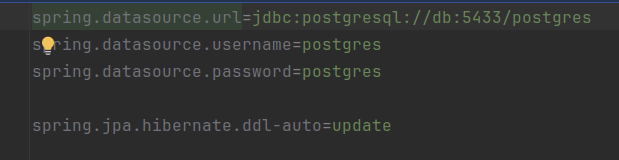 spring.datasource.url=jdbc:postgresql://db:5433/postgres
spring.datasource.username=postgres
spring.datasource.password=postgres
spring.jpa.hibernate.ddl-auto=update